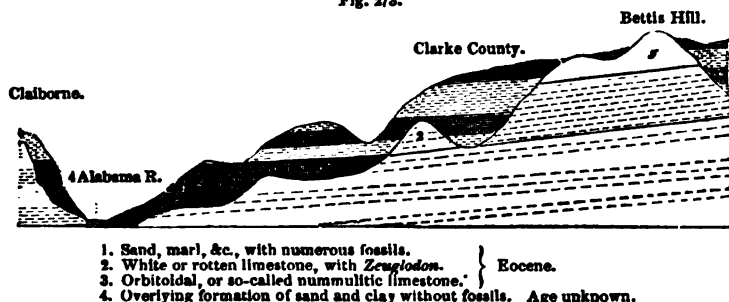 Bettis Hill.
Clarke County.
3
Claiborne.
2
4 Alabama R.
1. Sand, marl, &c., with numerous fossils.
2. White or rotten limestone, with Zeuglodon.
3. Orbitoidal, or so-called nummulitic limestone.
Eocene.
4. Overlying formation of sand and clay without fossils. Age unknown.